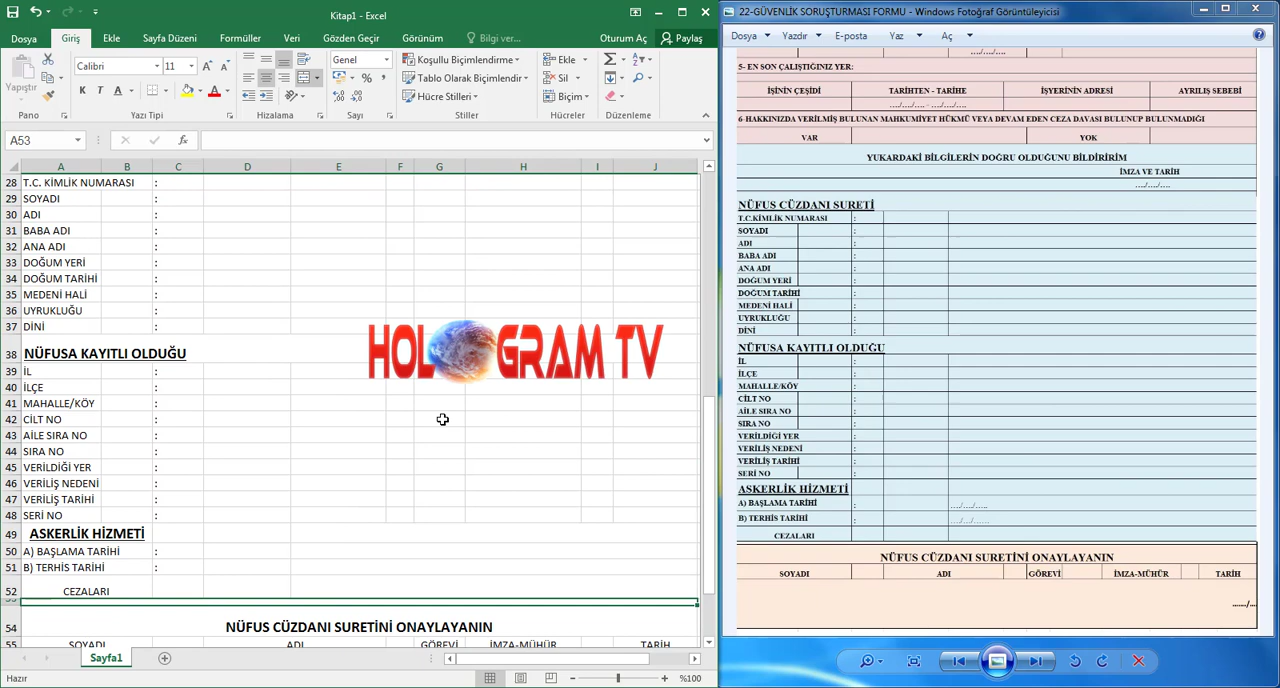 Kitap1 - Excel
Dosya Giriş Ekle Sayfa Düzeni Formüller Veri Gözden Geçir Görünüm Bilgi ver... Oturum Aç Paylaş
Yapıştır
Calibri 11
K T A
Genel
Koşullu Biçimlendirme
Tablo Olarak Biçimlendir
Hücre Stilleri
Ekle
Sil
Biçim
Pano Yazı Tipi Hizalama Sayı Stiller Hücreler Düzenleme
A53 fx
A B C D E F G H I J
28 T.C. KİMLİK NUMARASI :
29 SOYADI :
30 ADI :
31 BABA ADI :
32 ANA ADI :
33 DOĞUM YERİ :
34 DOĞUM TARİHİ :
35 MEDENİ HALİ :
36 UYRUKLUĞU :
37 DİNİ :
HOLOGRAM TV
38 NÜFUSA KAYITLI OLDUĞU
39 İL :
40 İLÇE :
41 MAHALLE/KÖY :
42 CİLT NO :
43 AİLE SIRA NO :
44 SIRA NO :
45 VERİLDİĞİ YER :
46 VERİLİŞ NEDENİ :
47 VERİLİŞ TARİHİ :
48 SERİ NO :
49 ASKERLİK HİZMETİ
50 A) BAŞLAMA TARİHİ :
51 B) TERHİS TARİHİ :
52 CEZALARI
53
54 NÜFUS CÜZDANI SURETİNİ ONAYLAYANIN
55 SOYADI ADI GÖREVİ İMZA-MÜHÜR TARİH
Sayfa1
Hazır %100
22-GÜVENLİK SORUŞTURMASI FORMU - Windows Fotoğraf Görüntüleyicisi
Dosya Yazdır E-posta Yaz Aç
..../..../....
5- EN SON ÇALIŞTIĞINIZ YER:
İŞİNİN ÇEŞİDİ TARİHTEN - TARİHE İŞYERİNİN ADRESİ AYRILIŞ SEBEBİ
..../..../.... - ..../..../....
6-HAKKINIZDA VERİLMİŞ BULUNAN MAHKUMİYET HÜKMÜ VEYA DEVAM EDEN CEZA DAVASI BULUNUP BULUNMADIĞI
VAR YOK
YUKARDAKİ BİLGİLERİN DOĞRU OLDUĞUNU BİLDİRİRİM
İMZA VE TARİH
..../..../....
NÜFUS CÜZDANI SURETİ
T.C.KİMLİK NUMARASI :
SOYADI :
ADI :
BABA ADI :
ANA ADI :
DOĞUM YERİ :
DOĞUM TARİHİ :
MEDENİ HALİ :
UYRUKLUĞU :
DİNİ :
NÜFUSA KAYITLI OLDUĞU
İL :
İLÇE :
MAHALLE/KÖY :
CİLT NO :
AİLE SIRA NO :
SIRA NO :
VERİLDİĞİ YER :
VERİLİŞ NEDENİ :
VERİLİŞ TARİHİ :
SERİ NO :
ASKERLİK HİZMETİ
A) BAŞLAMA TARİHİ : ..../..../.....
B) TERHİS TARİHİ : ..../..../......
CEZALARI
NÜFUS CÜZDANI SURETİNİ ONAYLAYANIN
SOYADI ADI GÖREVİ İMZA-MÜHÜR TARİH
......./...